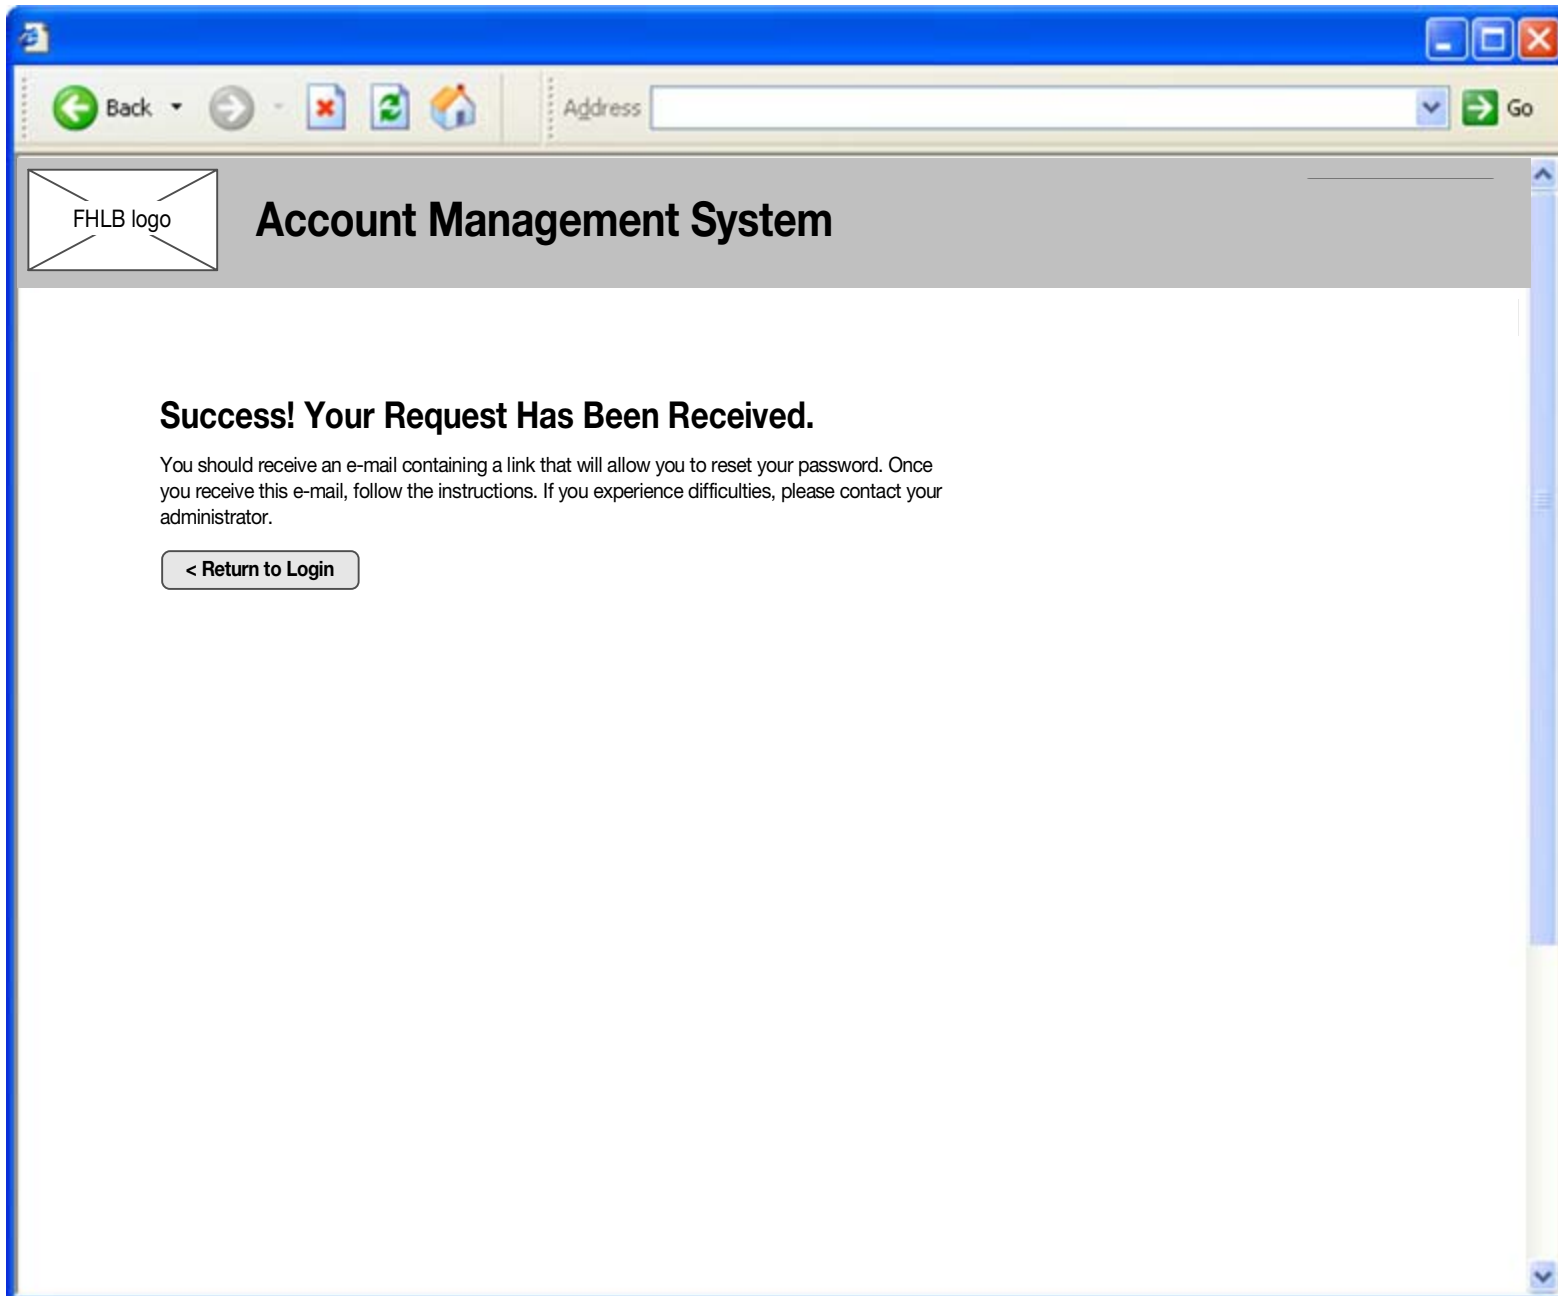 Back
Address
Go
FHLB logo
Account Management System
Success! Your Request Has Been Received.
You should receive an e-mail containing a link that will allow you to reset your password. Once
you receive this e-mail, follow the instructions. If you experience difficulties, please contact your
administrator.
< Return to Login